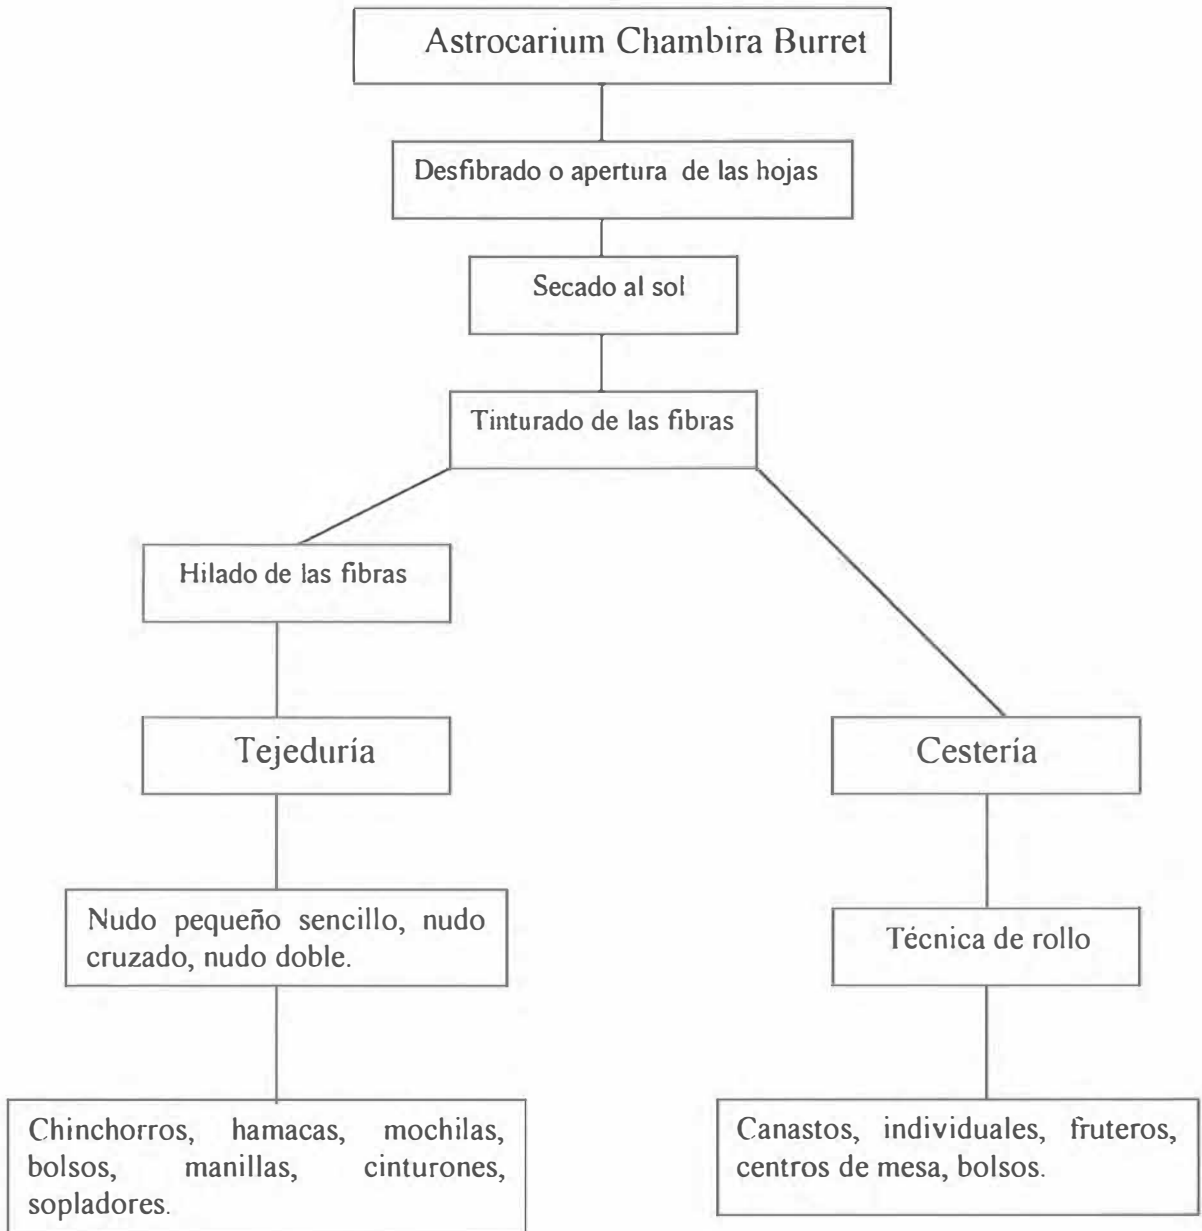 Astrocarium Chambira Burret
Desfibrado o apertura de las hojas
Secado al sol
Tinturado de las fibras
Hilado de las fibras
Tejeduría
Nudo pequeño sencillo, nudo
cruzado, nudo doble.
Chinchorros, hamacas, mochilas,
bolsos, manillas, cinturones,
sopladores.
Cestería
Técnica de rollo
Canastos, individuales, fruteros,
centros de mesa, bolsos.